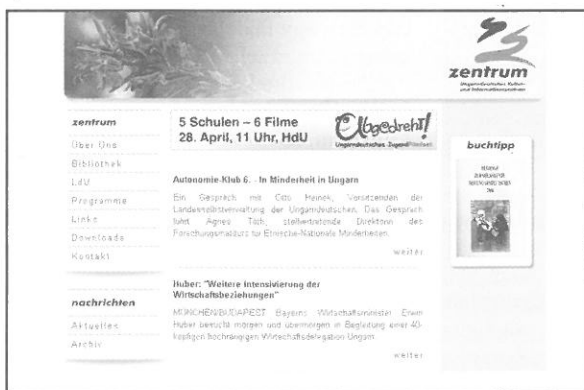 zentrum
Ungarndeutsches Kultur-
und Informationszentrum
zentrum
Über Uns
Bibliothek
LdU
Programme
Links
Downloads
Kontakt
nachrichten
Aktuelles
Archiv
5 Schulen – 6 Filme
28. April, 11 Uhr, HdU
Abgedreht!
Ungarndeutsches Jugendfilmfest
Autonomie-Klub 6. - In Minderheit in Ungarn
Ein Gespräch mit Otto Heinek, Vorsitzenden der
Landesselbstverwaltung der Ungarndeutschen. Das Gespräch
führt Agnes Tóth, stellvertretende Direktorin des
Forschungsinstituts für Ethnische-Nationale Minderheiten.
weiter
Huber: "Weitere Intensivierung der
Wirtschaftsbeziehungen"
MÜNCHEN/BUDAPEST Bayerns Wirtschaftsminister Erwin
Huber besucht morgen und übermorgen in Begleitung einer 40-
köpfigen hochrangigen Wirtschaftsdelegation Ungarn.
weiter
buchtipp